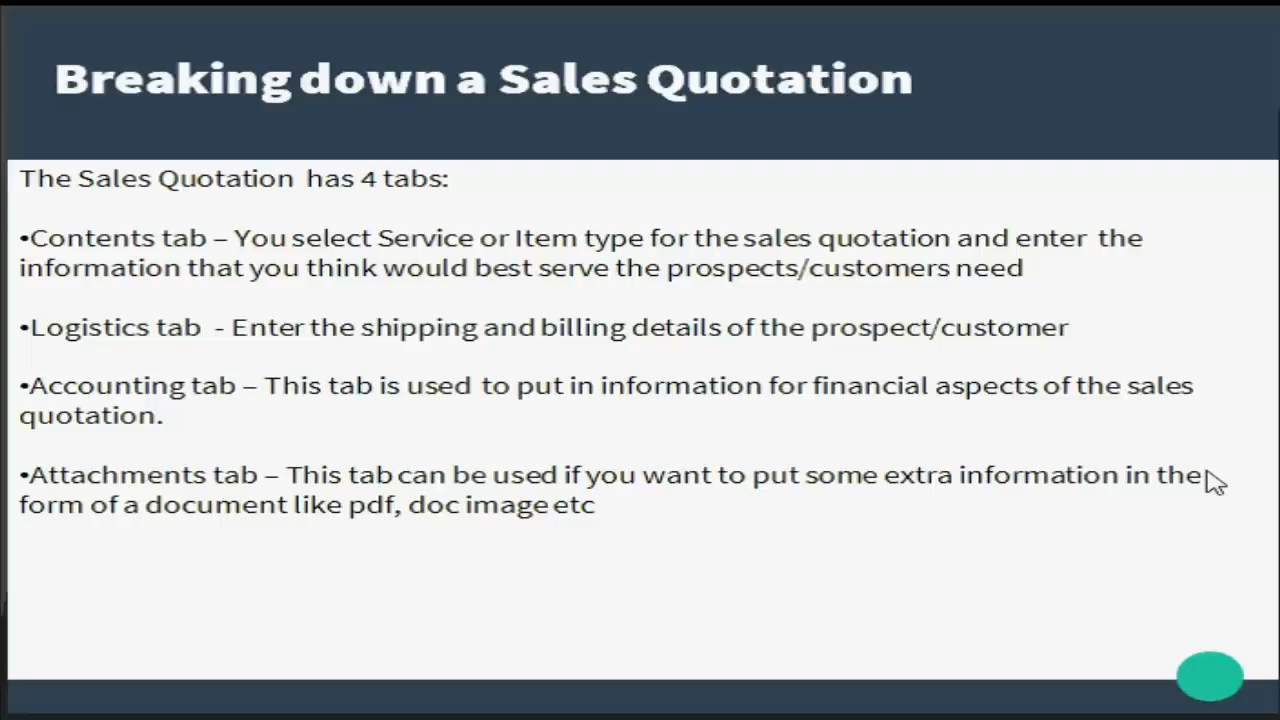 Breaking down a Sales Quotation
The Sales Quotation has 4 tabs:
•Contents tab – You select Service or Item type for the sales quotation and enter the
information that you think would best serve the prospects/customers need
•Logistics tab - Enter the shipping and billing details of the prospect/customer
•Accounting tab – This tab is used to put in information for financial aspects of the sales
quotation.
•Attachments tab – This tab can be used if you want to put some extra information in the
form of a document like pdf, doc image etc